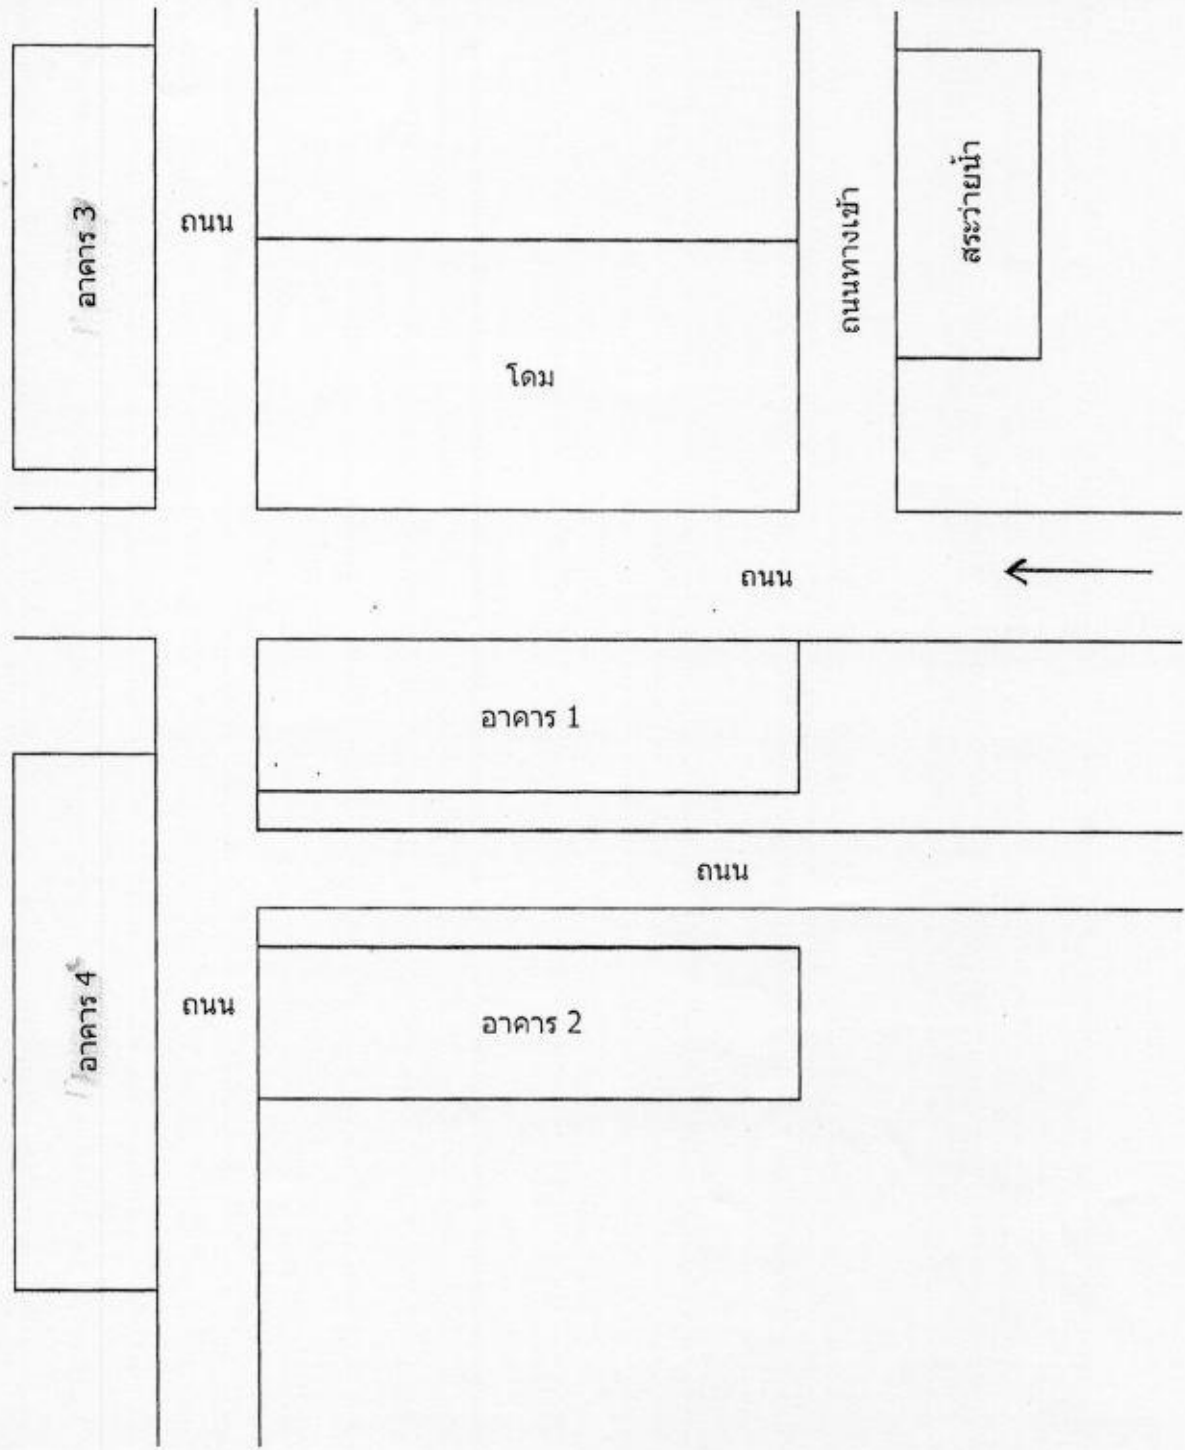 อาคาร 3
ถนน
ถนนทางเข้า
สระว่ายน้ำ
โดม
ถนน
อาคาร 1
ถนน
อาคาร 4
ถนน
อาคาร 2